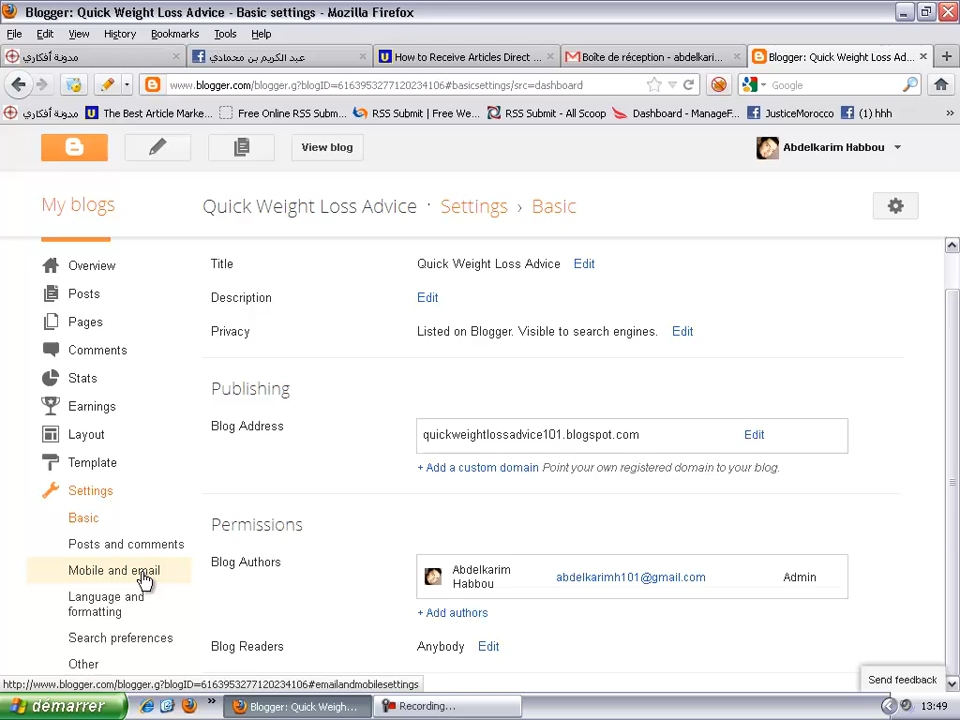 Blogger: Quick Weight Loss Advice - Basic settings - Mozilla Firefox
File Edit View History Bookmarks Tools Help
مدونة أفكاري
عبد الكريم بن محمادي
How to Receive Articles Direct ...
Boîte de réception - abdelkari...
Blogger: Quick Weight Loss Ad...
www.blogger.com/blogger.g?blogID=6163953277120234106#basicsettings/src=dashboard
Google
مدونة أفكاري
The Best Article Marke...
Free Online RSS Subm...
RSS Submit | Free We...
RSS Submit - All Scoop
Dashboard - ManageF...
JusticeMorocco
(1) hhh
View blog
Abdelkarim Habbou
My blogs
Quick Weight Loss Advice · Settings › Basic
Overview
Posts
Pages
Comments
Stats
Earnings
Layout
Template
Settings
Basic
Posts and comments
Mobile and email
Language and
formatting
Search preferences
Other
Title
Quick Weight Loss Advice Edit
Description
Edit
Privacy
Listed on Blogger. Visible to search engines. Edit
Publishing
Blog Address
quickweightlossadvice101.blogspot.com Edit
+ Add a custom domain Point your own registered domain to your blog.
Permissions
Blog Authors
Abdelkarim
Habbou
abdelkarimh101@gmail.com
Admin
+ Add authors
Blog Readers
Anybody Edit
Send feedback
http://www.blogger.com/blogger.g?blogID=6163953277120234106#emailandmobilesettings
démarrer
Blogger: Quick Weigh...
Recording...
13:49